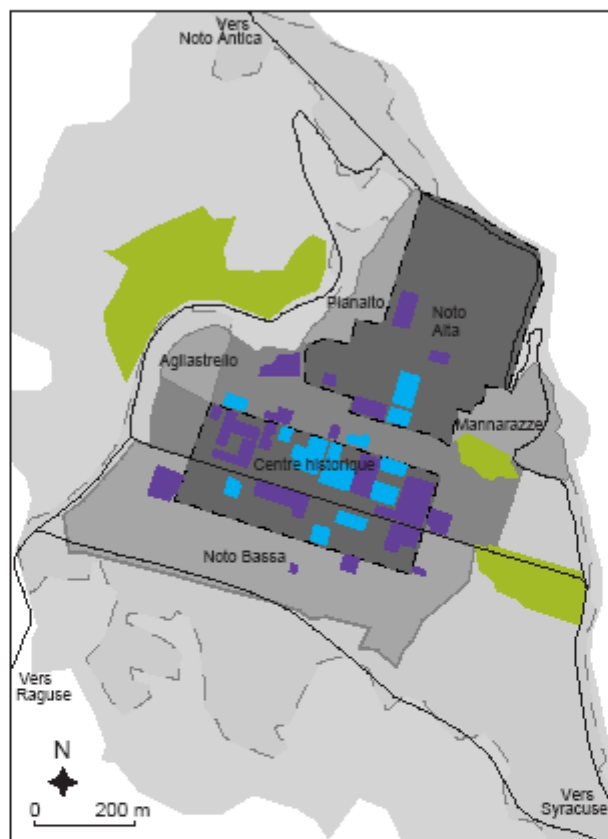 Vers
Noto Antica
Pianalto
Noto
Alta
Agliastrello
Mannarazze
Centre historique
Noto Bassa
Vers
Raguse
N
0 200 m
Vers
Syracuse